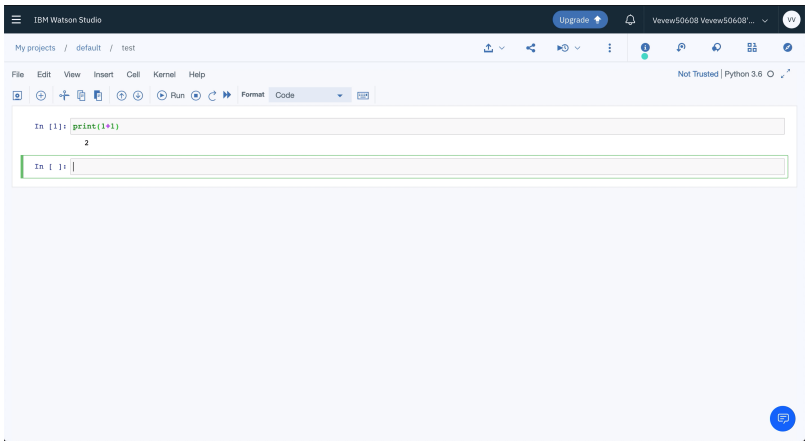 IBM Watson Studio Upgrade Vevew50608 Vevew50608'... VV
My projects / default / test
File Edit View Insert Cell Kernel Help Not Trusted | Python 3.6
Run Format Code
In [1]: print(1+1)
2
In [ ]: